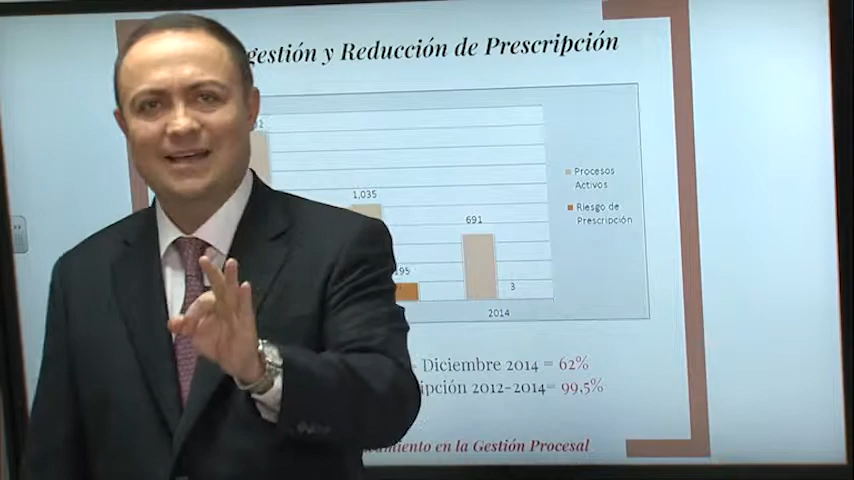 gestión y Reducción de Prescripción
1,035
691
195
3
2014
Procesos
Activos
Riesgo de
Prescripción
Diciembre 2014 = 62%
ipción 2012-2014= 99,5%
amiento en la Gestión Procesal